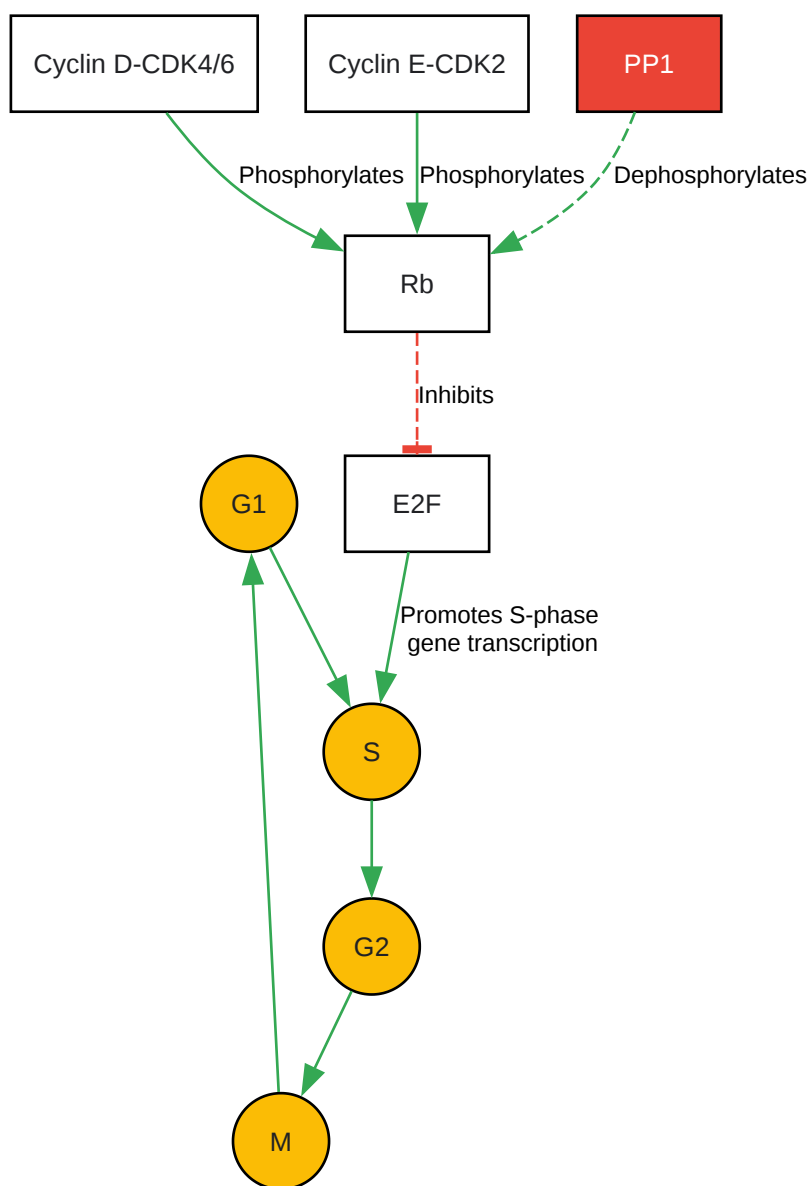 Cyclin D-CDK4/6
Cyclin E-CDK2
PP1
Phosphorylates
Phosphorylates
Dephosphorylates
Rb
Inhibits
G1
E2F
Promotes S-phase
gene transcription
S
G2
M